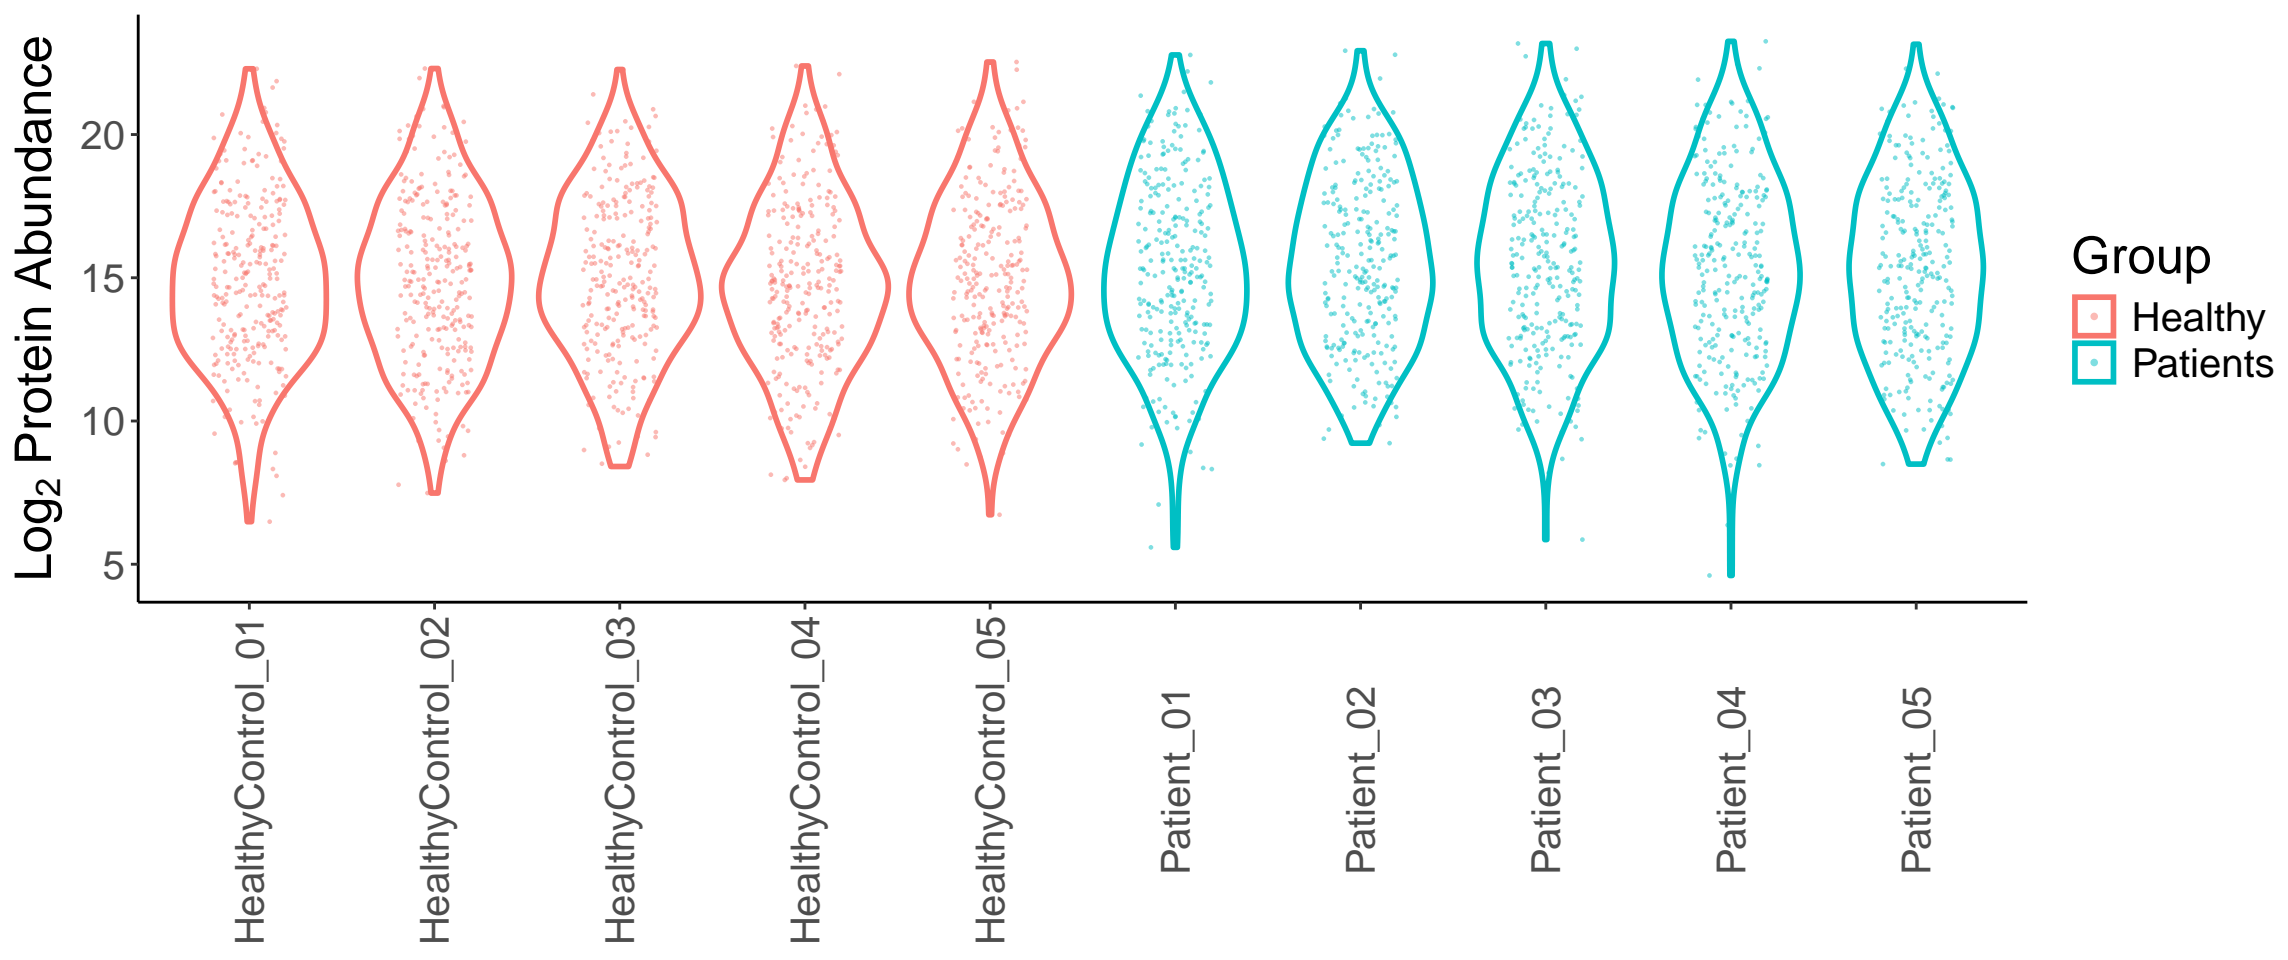 Log₂ Protein Abundance
20
15
10
5
HealthyControl_01
HealthyControl_02
HealthyControl_03
HealthyControl_04
HealthyControl_05
Patient_01
Patient_02
Patient_03
Patient_04
Patient_05
Group
Healthy
Patients